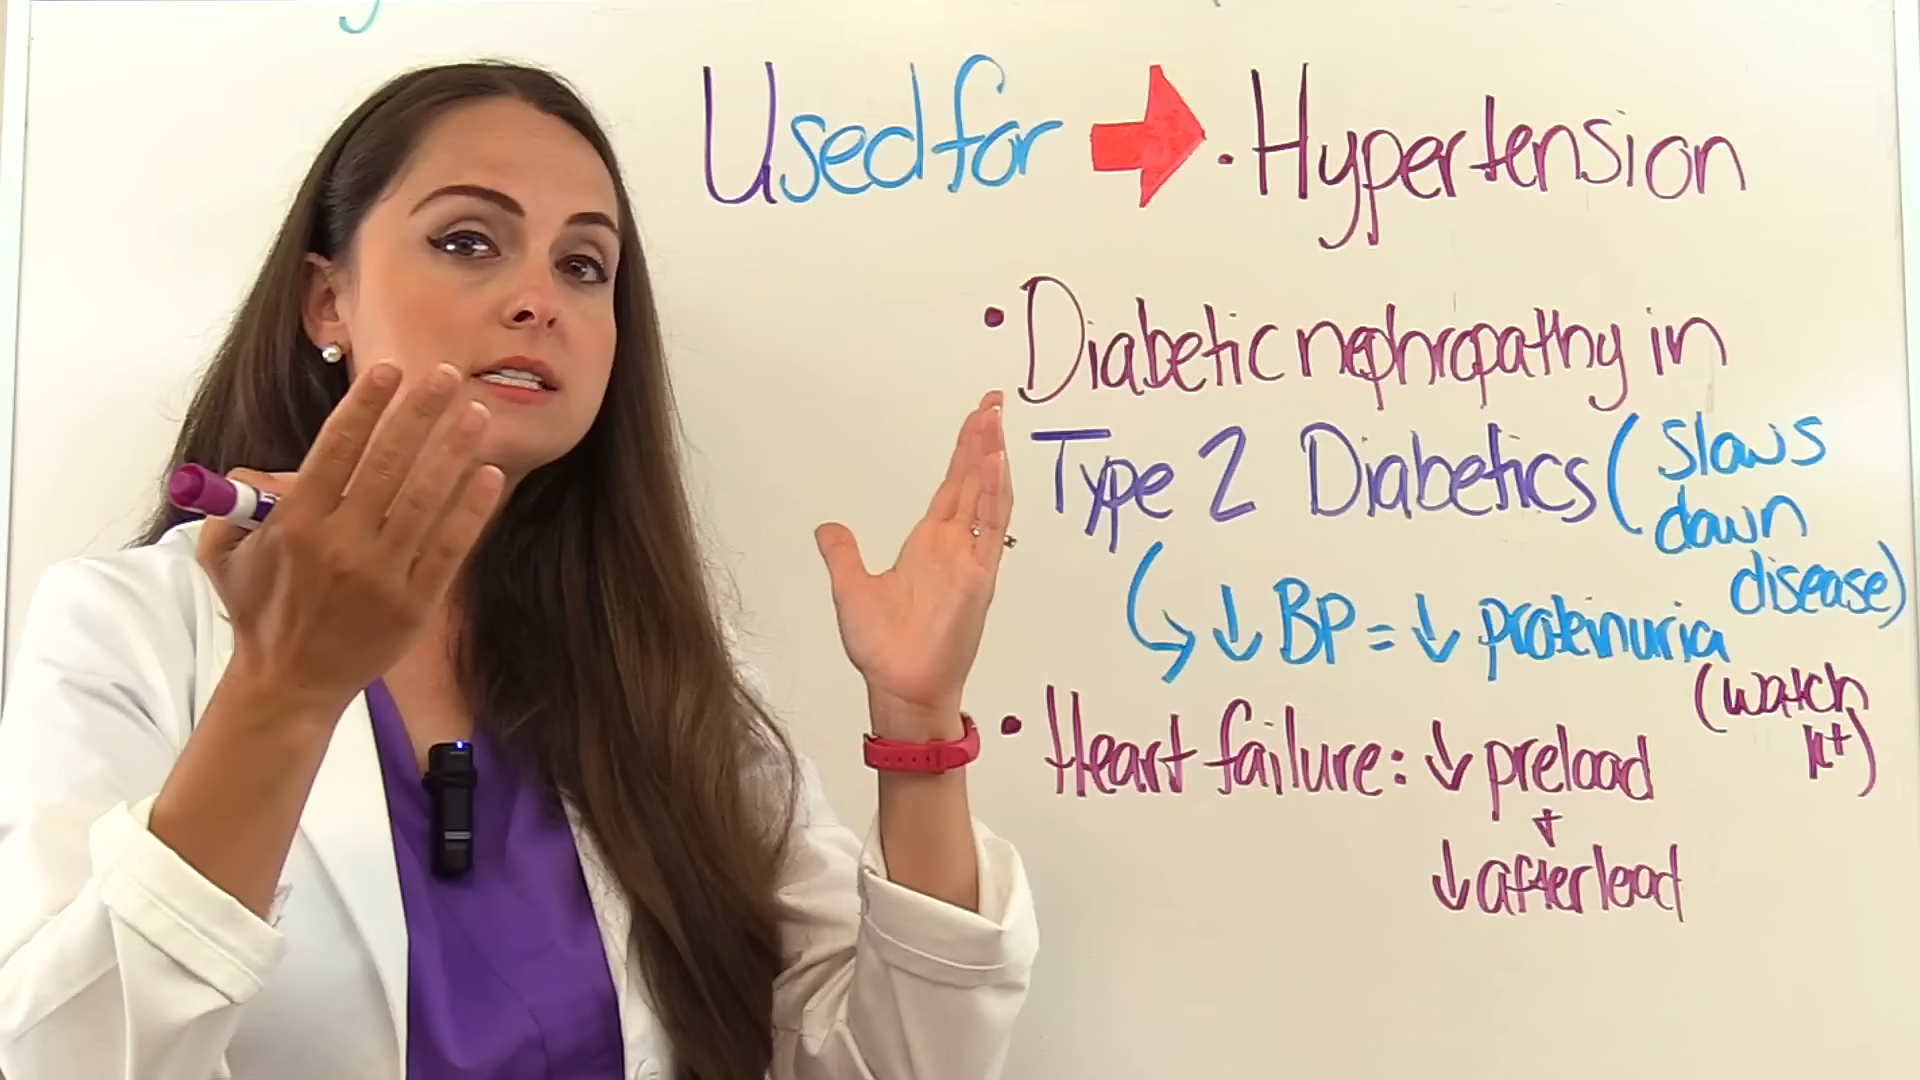 Used for • Hypertension
• Diabetic nephropathy in
Type 2 Diabetics (slows
down
disease)
↓ BP = ↓ proteinuria
(watch
K+)
• Heart failure: ↓ preload
+
↓ afterload